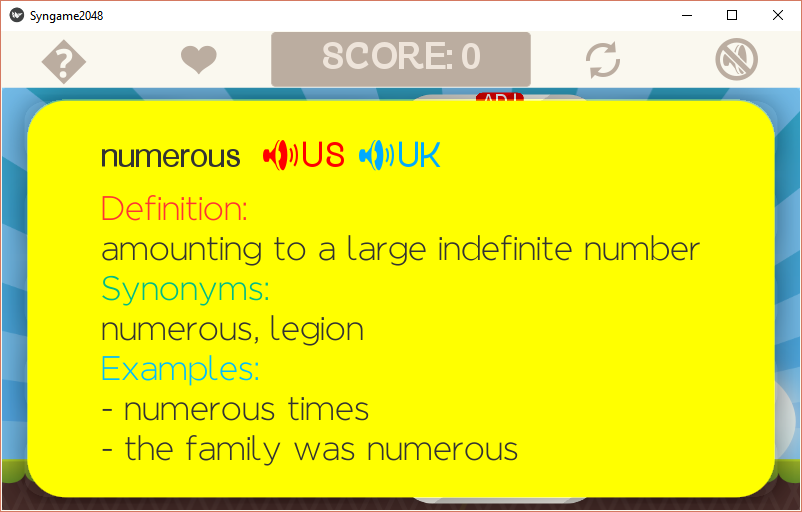 Syngame2048
SCORE: 0
ADJ
numerous US UK
Definition:
amounting to a large indefinite number
Synonyms:
numerous, legion
Examples:
- numerous times
- the family was numerous